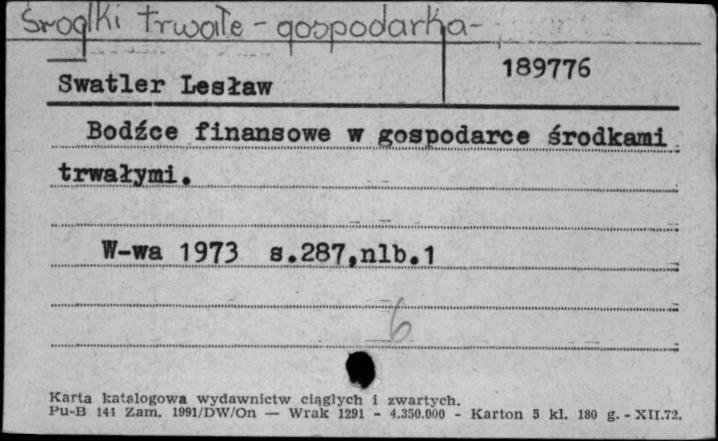 Środki trwałe - gospodarka -
189776
Swatler Lesław
Bodźce finansowe w gospodarce środkami
trwałymi.
W-wa 1973 s.287,nlb.1
6
Karta katalogowa wydawnictw ciągłych i zwartych.
Pu-B 141 Zam. 1991/DW/On — Wrak 1291 - 4.350.000 - Karton 5 kl. 180 g. - XII.72.